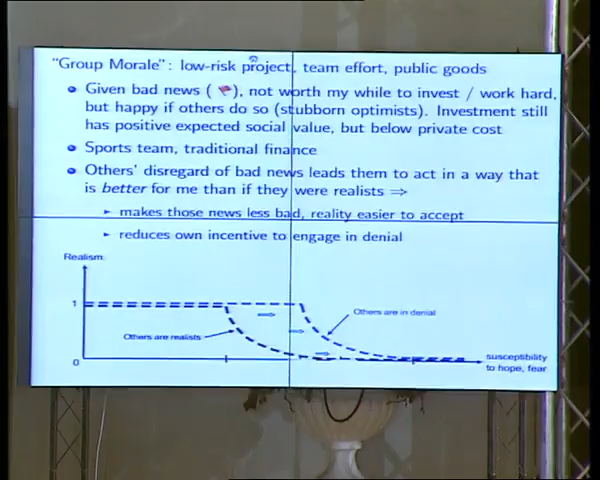 "Group Morale": low-risk project, team effort, public goods
Given bad news ( ), not worth my while to invest / work hard,
but happy if others do so (stubborn optimists). Investment still
has positive expected social value, but below private cost
Sports team, traditional finance
Others' disregard of bad news leads them to act in a way that
is better for me than if they were realists ⇒
makes those news less bad, reality easier to accept
reduces own incentive to engage in denial
Realism:
1
Others are in denial
Others are realists
0
susceptibility
to hope, fear